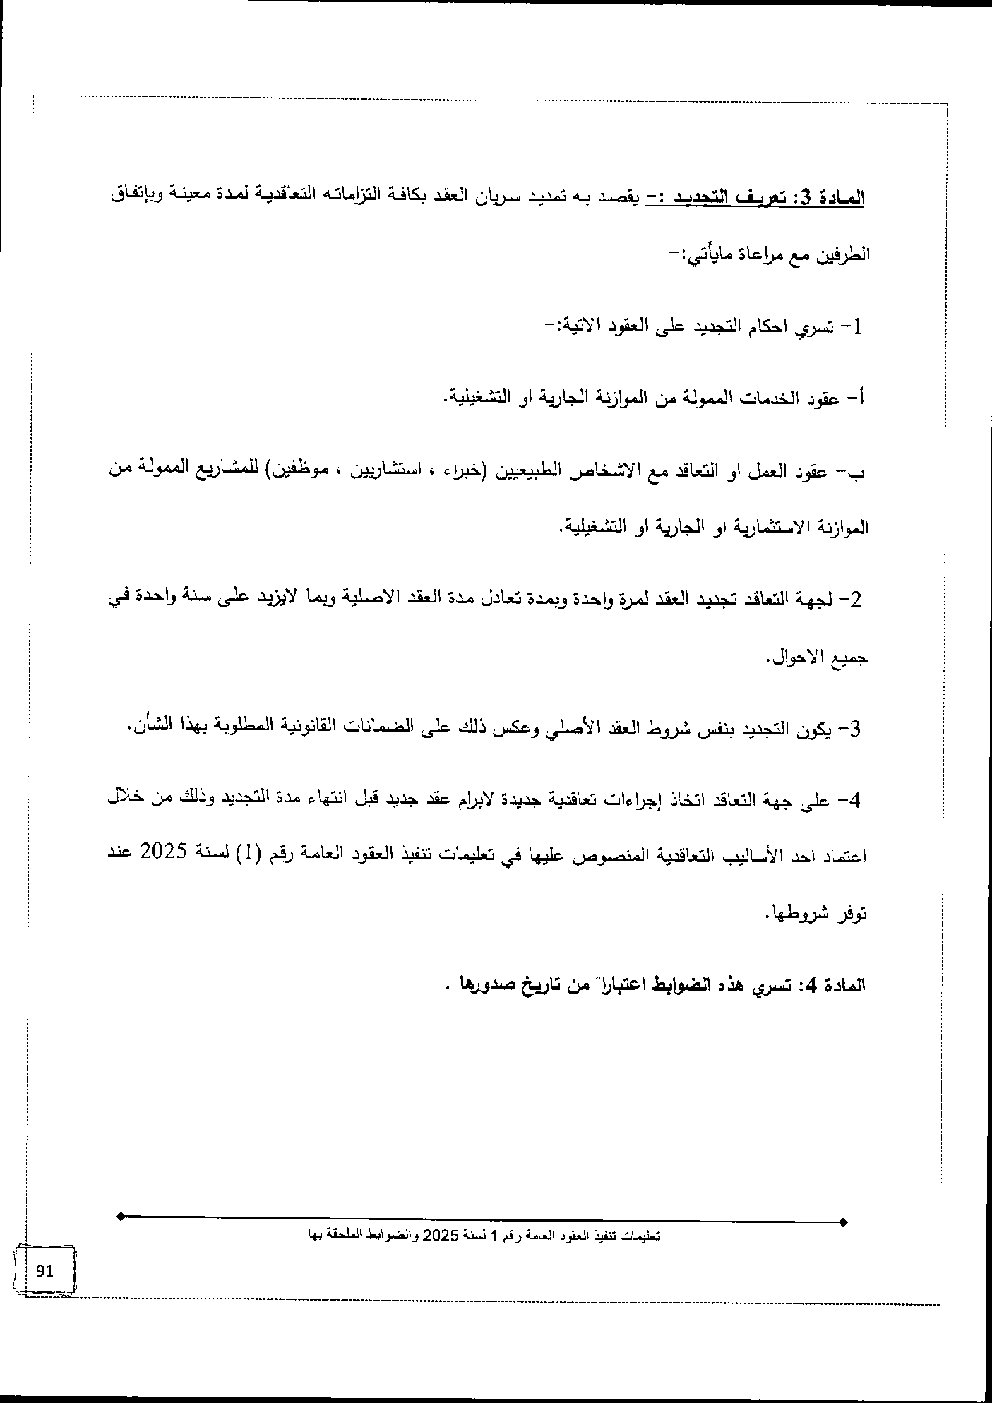 المادة 3: تعريف التجديد :- يقصد به تمديد سريان العقد بكافة التزاماته التعاقدية لمدة معينة وبإتفاق
الطرفين مع مراعاة مايأتي:-
1- تسري احكام التجديد على العقود الاتية:-
أ- عقود الخدمات الممولة من الموازنة الجارية او التشغيلية.
ب- عقود العمل او التعاقد مع الاشخاص الطبيعيين (خبراء ، استشاريين ، موظفين) للمشاريع الممولة من
الموازنة الاستثمارية او الجارية او التشغيلية.
2- لجهة التعاقد تجديد العقد لمرة واحدة وبمدة تعادل مدة العقد الاصلية وبما لايزيد على سنة واحدة في
جميع الاحوال.
3- يكون التجديد بنفس شروط العقد الأصلي وعكس ذلك على الضمانات القانونية المطلوبة بهذا الشأن.
4- على جهة التعاقد اتخاذ إجراءات تعاقدية جديدة لابرام عقد جديد قبل انتهاء مدة التجديد وذلك من خلال
اعتماد احد الأساليب التعاقدية المنصوص عليها في تعليمات تنفيذ العقود العامة رقم (1) لسنة 2025 عند
توفر شروطها.
المادة 4: تسري هذه الضوابط اعتباراً من تاريخ صدورها .
تعليمات تنفيذ العقود العامة رقم 1 لسنة 2025 والضوابط الملحقة بها
91